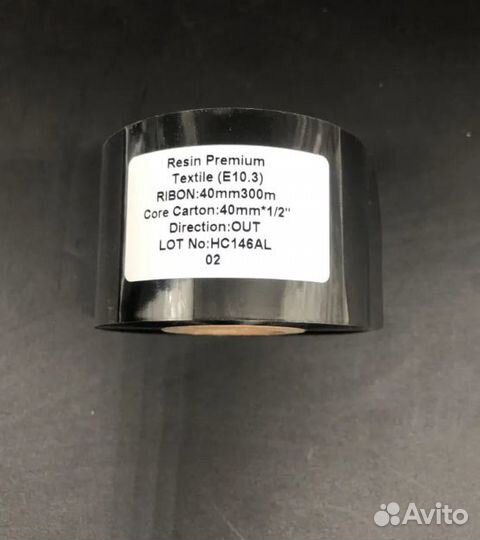 Resin Premium
Textile (E10.3)
RIBON:40mm300m
Core Carton:40mm*1/2"
Direction:OUT
LOT No:HC146AL
02
Avito